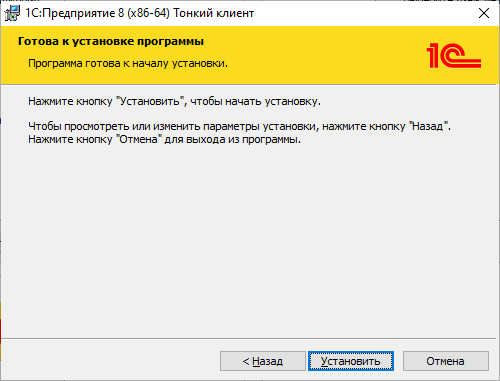 1С:Предприятие 8 (x86-64) Тонкий клиент
Готова к установке программы
Программа готова к началу установки.
1С
Нажмите кнопку "Установить", чтобы начать установку.
Чтобы просмотреть или изменить параметры установки, нажмите кнопку "Назад".
Нажмите кнопку "Отмена" для выхода из программы.
< Назад
Установить
Отмена